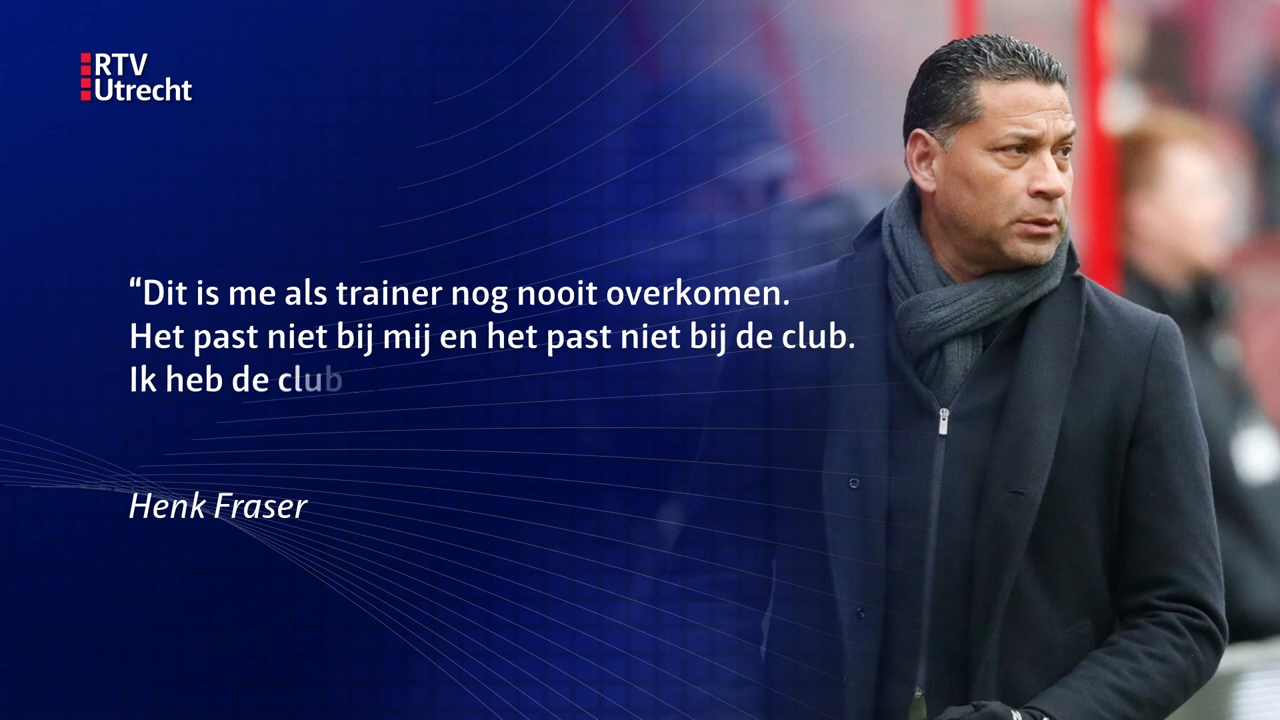 RTV
Utrecht
“Dit is me als trainer nog nooit overkomen.
Het past niet bij mij en het past niet bij de club.
Ik heb de club
Henk Fraser